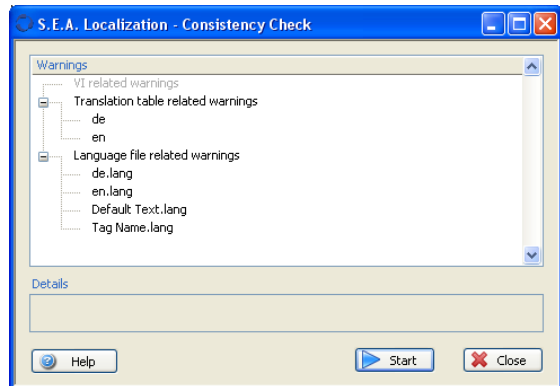 S.E.A. Localization - Consistency Check
Warnings
VI related warnings
Translation table related warnings
de
en
Language file related warnings
de.lang
en.lang
Default Text.lang
Tag Name.lang
Details
Help
Start
Close